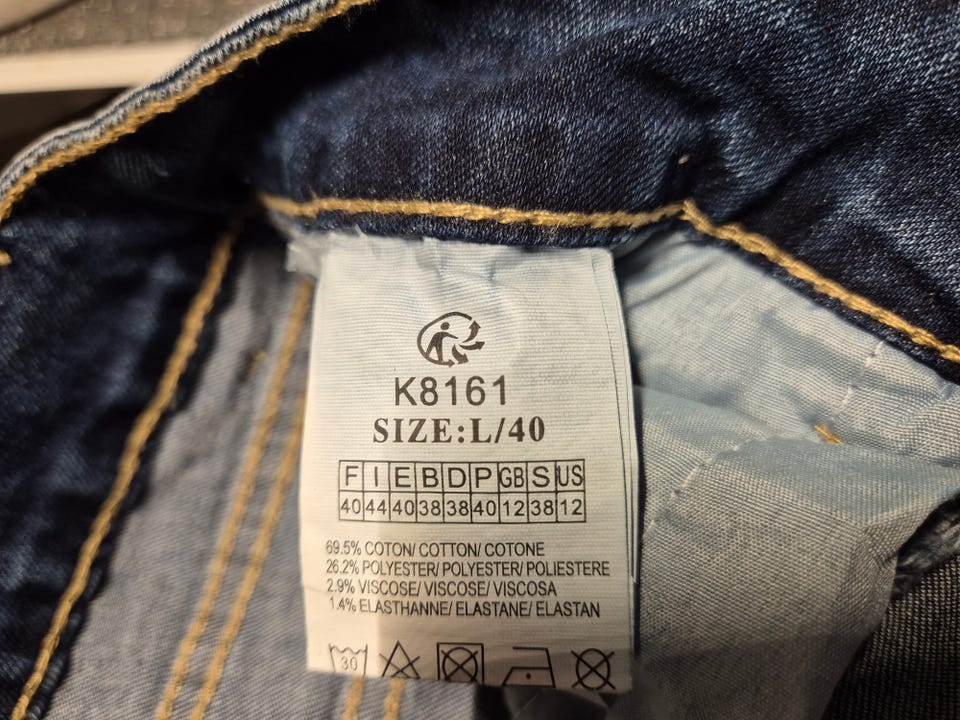 K8161
SIZE:L/40
F I E B D P GB S US
40 44 40 38 38 40 12 38 12
69.5% COTON/ COTTON/ COTONE
26.2% POLYESTER/ POLYESTER/ POLIESTERE
2.9% VISCOSE/ VISCOSE/ VISCOSA
1.4% ELASTHANNE/ ELASTANE/ ELASTAN
30